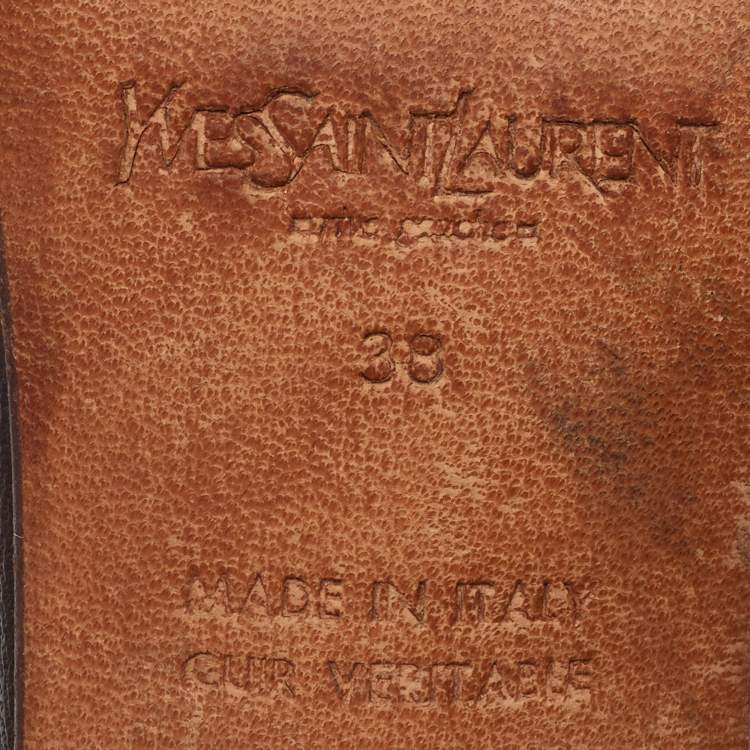 YVESSAINTLAURENT
rive gauche
38
MADE IN ITALY
CUIR VERITABLE